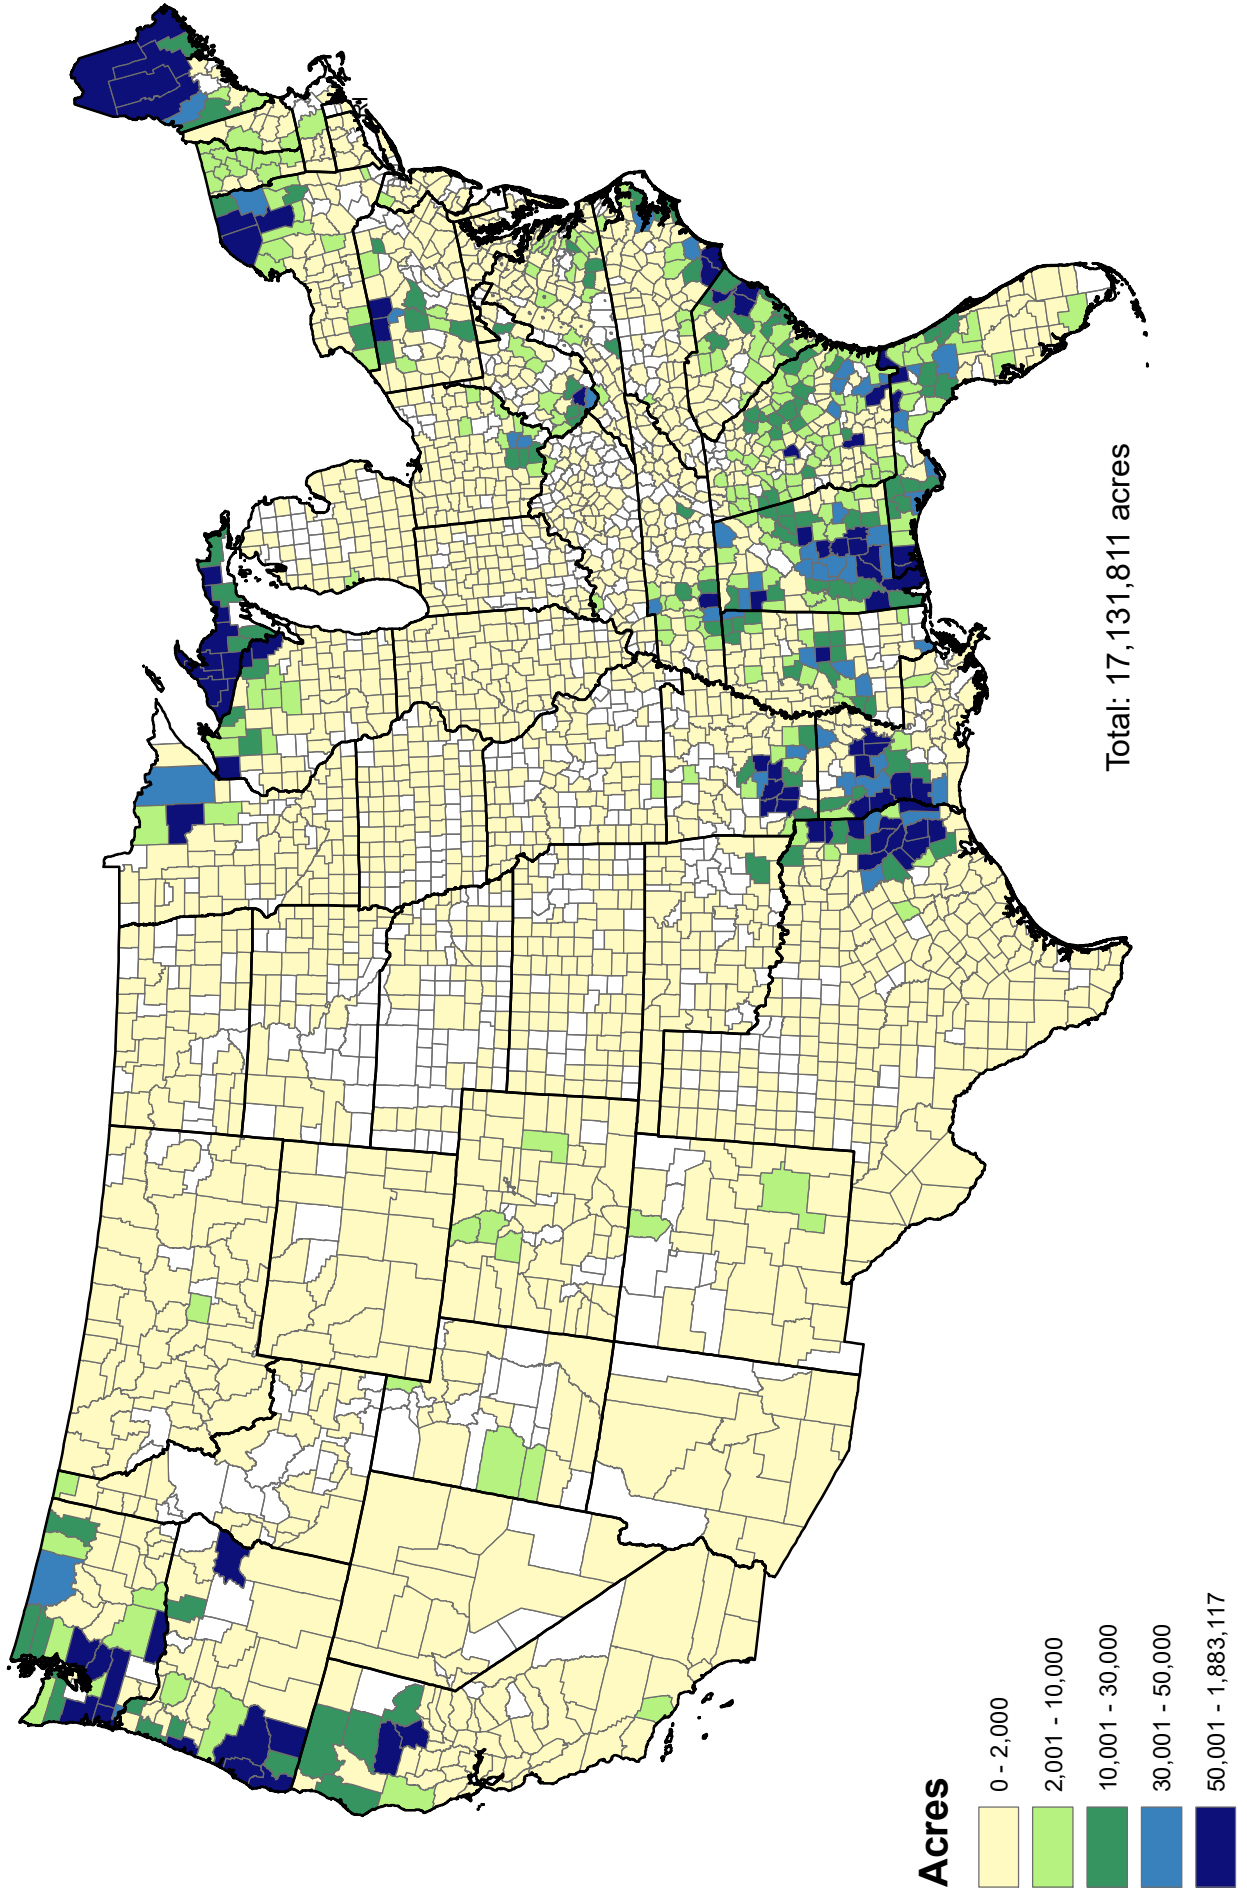 Total: 17,131,811 acres
Acres
0 - 2,000
2,001 - 10,000
10,001 - 30,000
30,001 - 50,000
50,001 - 1,883,117